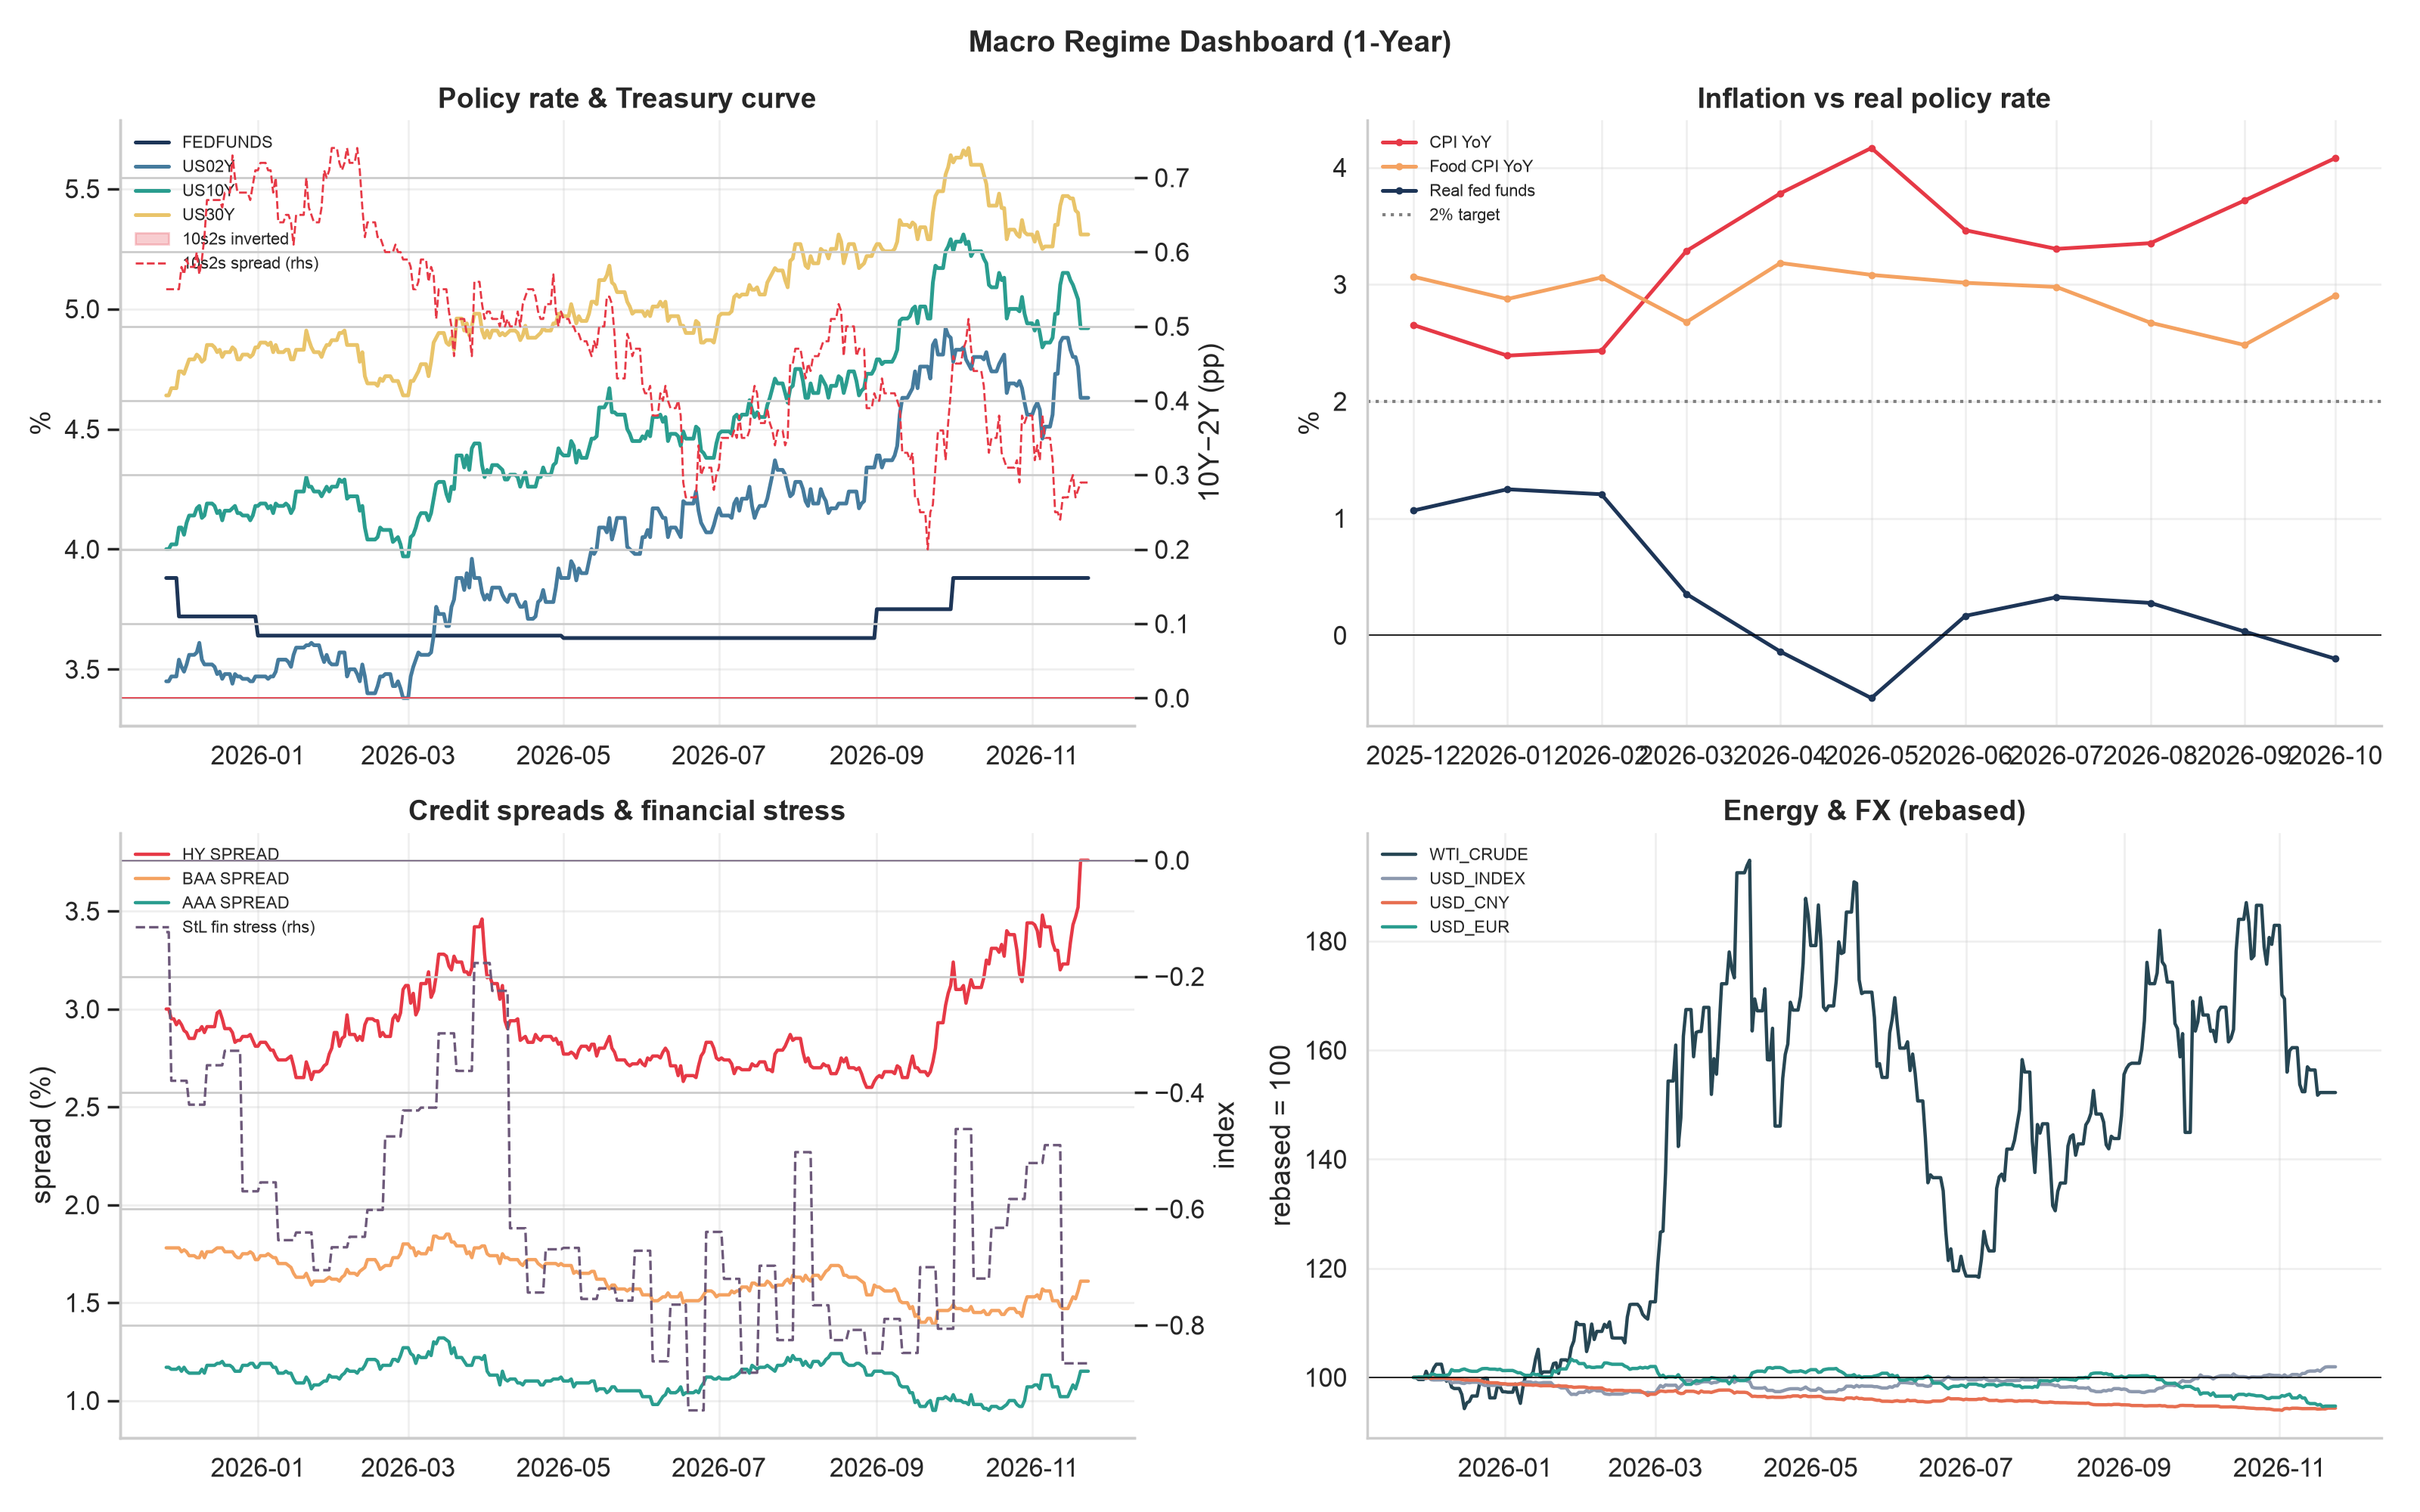 Macro Regime Dashboard (1-Year)
Policy rate & Treasury curve
FEDFUNDS
US02Y
US10Y
US30Y
10s2s inverted
10s2s spread (rhs)
5.5
5.0
4.5
4.0
3.5
%
0.7
0.6
0.5
0.4
0.3
0.2
0.1
0.0
10Y−2Y (pp)
2026-01 2026-03 2026-05 2026-07 2026-09 2026-11
Inflation vs real policy rate
CPI YoY
Food CPI YoY
Real fed funds
2% target
4
3
2
1
0
%
2025-12 2026-01 2026-02 2026-03 2026-04 2026-05 2026-06 2026-07 2026-08 2026-09 2026-10
Credit spreads & financial stress
HY SPREAD
BAA SPREAD
AAA SPREAD
StL fin stress (rhs)
3.5
3.0
2.5
2.0
1.5
1.0
spread (%)
0.0
−0.2
−0.4
−0.6
−0.8
index
2026-01 2026-03 2026-05 2026-07 2026-09 2026-11
Energy & FX (rebased)
WTI_CRUDE
USD_INDEX
USD_CNY
USD_EUR
180
160
140
120
100
rebased = 100
2026-01 2026-03 2026-05 2026-07 2026-09 2026-11